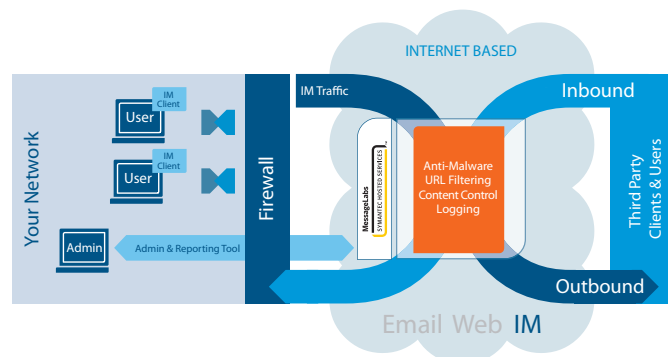 INTERNET BASED
Your Network
IM
Client
User
IM
Client
User
Admin
Admin & Reporting Tool
Firewall
IM Traffic
MessageLabs
SYMANTEC HOSTED SERVICES™
Anti-Malware
URL Filtering
Content Control
Logging
Inbound
Third Party
Clients & Users
Outbound
Email Web IM